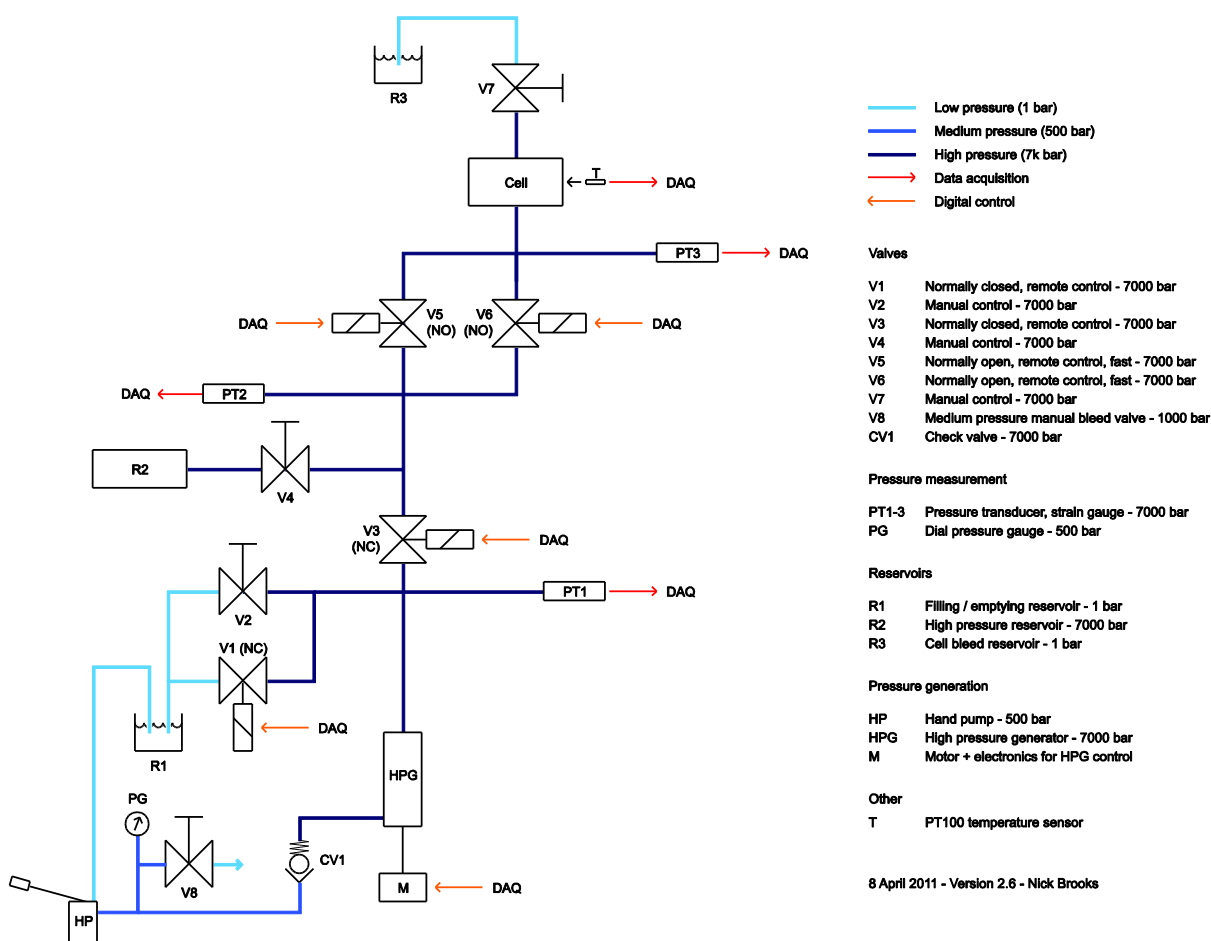 R3
V7
Cell
T
DAQ
PT3
DAQ
DAQ
V5
(NO)
V6
(NO)
DAQ
DAQ
PT2
R2
V4
V3
(NC)
DAQ
V2
PT1
DAQ
V1 (NC)
DAQ
R1
HPG
PG
V8
CV1
M
DAQ
HP
Low pressure (1 bar)
Medium pressure (500 bar)
High pressure (7k bar)
Data acquisition
Digital control
Valves
V1 Normally closed, remote control - 7000 bar
V2 Manual control - 7000 bar
V3 Normally closed, remote control - 7000 bar
V4 Manual control - 7000 bar
V5 Normally open, remote control, fast - 7000 bar
V6 Normally open, remote control, fast - 7000 bar
V7 Manual control - 7000 bar
V8 Medium pressure manual bleed valve - 1000 bar
CV1 Check valve - 7000 bar
Pressure measurement
PT1-3 Pressure transducer, strain gauge - 7000 bar
PG Dial pressure gauge - 500 bar
Reservoirs
R1 Filling / emptying reservoir - 1 bar
R2 High pressure reservoir - 7000 bar
R3 Cell bleed reservoir - 1 bar
Pressure generation
HP Hand pump - 500 bar
HPG High pressure generator - 7000 bar
M Motor + electronics for HPG control
Other
T PT100 temperature sensor
8 April 2011 - Version 2.6 - Nick Brooks